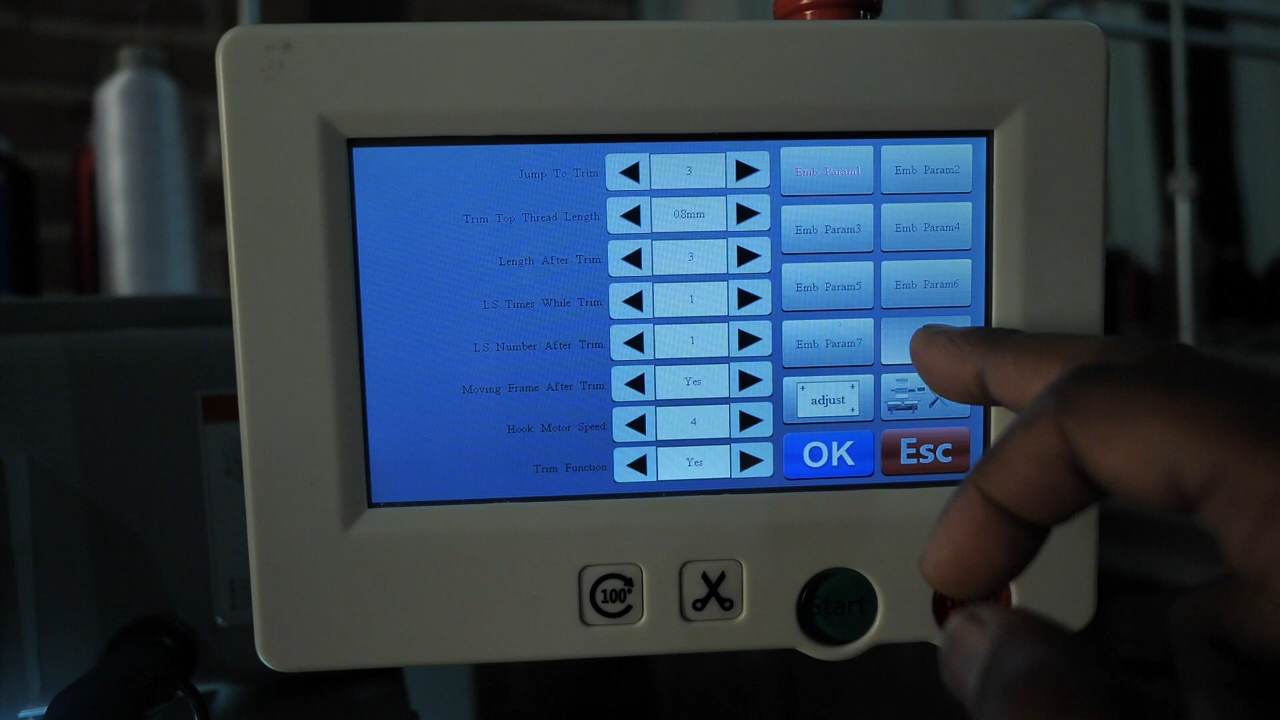 Jump To Trim 3
Trim Top Thread Length 0.8mm
Length After Trim 3
L.S. Times While Trim 1
L.S. Number After Trim 1
Moving Frame After Trim Yes
Hook Motor Speed 4
Trim Function Yes
Emb Param1 Emb Param2
Emb Param3 Emb Param4
Emb Param5 Emb Param6
Emb Param7
adjust
OK Esc
100° Start